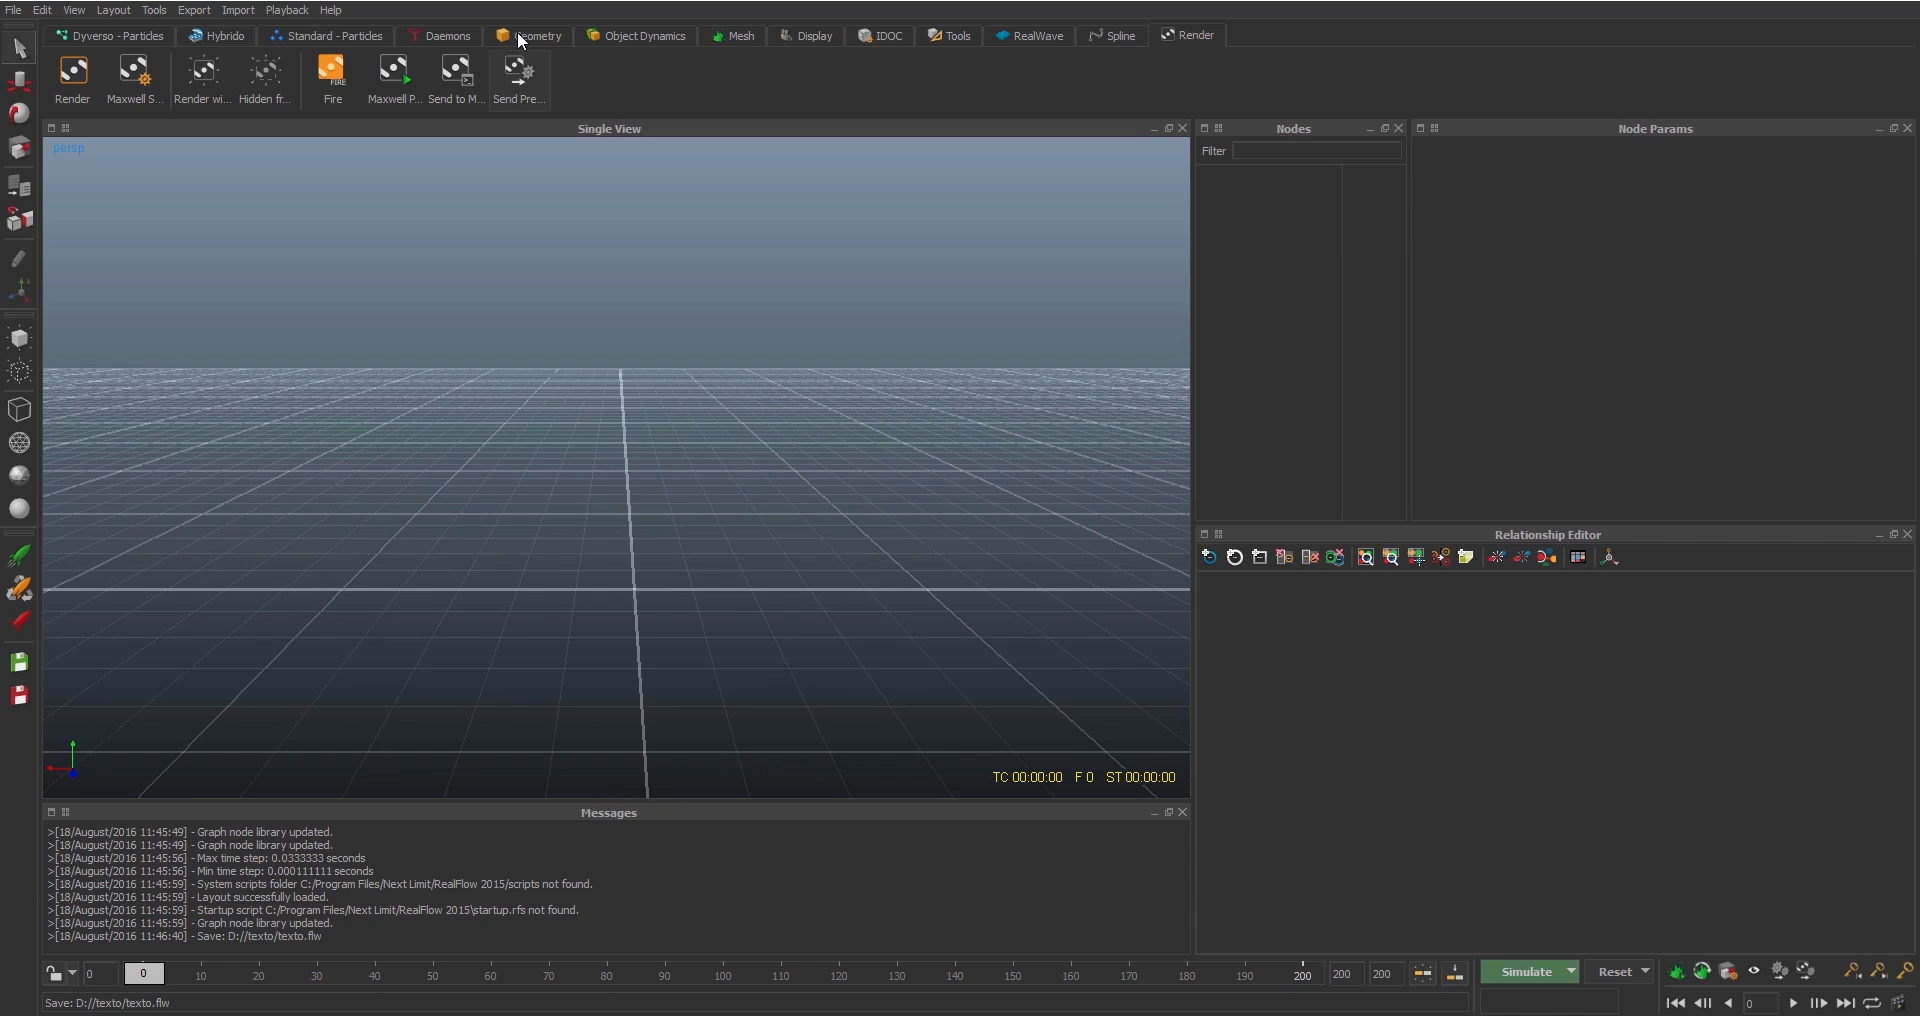 File Edit View Layout Tools Export Import Playback Help
Dyverso - Particles Hybrido Standard - Particles Daemons Geometry Object Dynamics Mesh Display IDOC Tools RealWave Spline Render
FIRE
Render Maxwell S... Render wi... Hidden fr... Fire Maxwell P... Send to M... Send Pre...
Single View
persp
TC 00:00:00 F 0 ST 00:00:00
Nodes
Filter
Node Params
Relationship Editor
Messages
>[18/August/2016 11:45:49] - Graph node library updated.
>[18/August/2016 11:45:49] - Graph node library updated.
>[18/August/2016 11:45:56] - Max time step: 0.0333333 seconds
>[18/August/2016 11:45:56] - Min time step: 0.000111111 seconds
>[18/August/2016 11:45:59] - System scripts folder C:/Program Files/Next Limit/RealFlow 2015/scripts not found.
>[18/August/2016 11:45:59] - Layout successfully loaded.
>[18/August/2016 11:45:59] - Startup script C:/Program Files/Next Limit/RealFlow 2015\startup.rfs not found.
>[18/August/2016 11:45:59] - Graph node library updated.
>[18/August/2016 11:46:40] - Save: D://texto/texto.flw
0 0 10 20 30 40 50 60 70 80 90 100 110 120 130 140 150 160 170 180 190 200 200 200 Simulate Reset
Save: D://texto/texto.flw
0